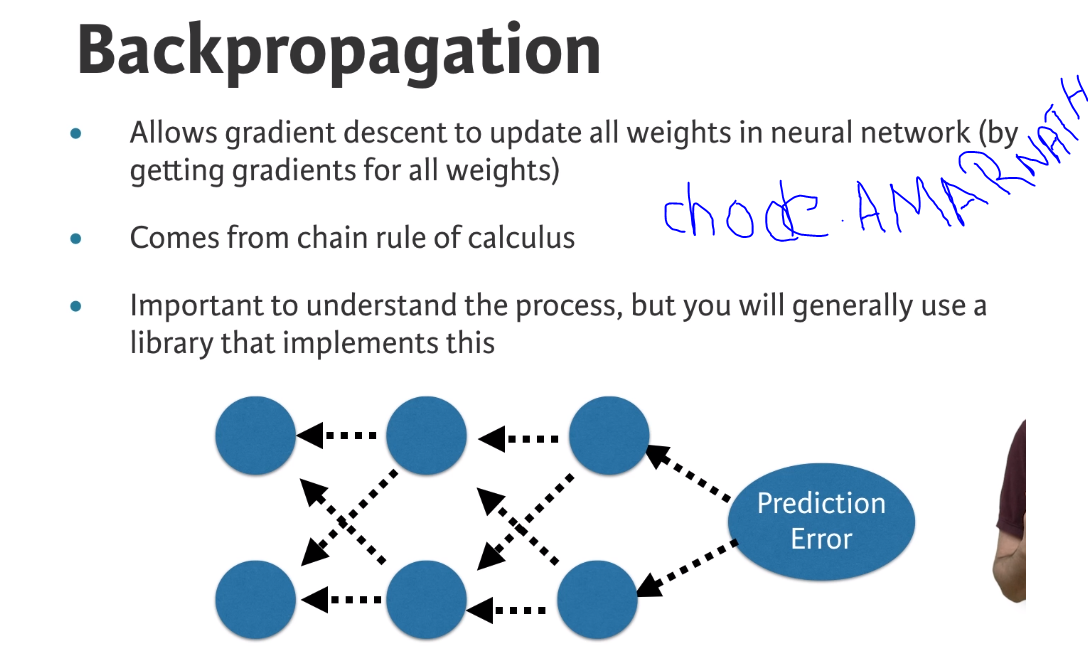 Backpropagation
• Allows gradient descent to update all weights in neural network (by
getting gradients for all weights)
AMARNATH
• Comes from chain rule of calculus
• Important to understand the process, but you will generally use a
library that implements this
Prediction
Error